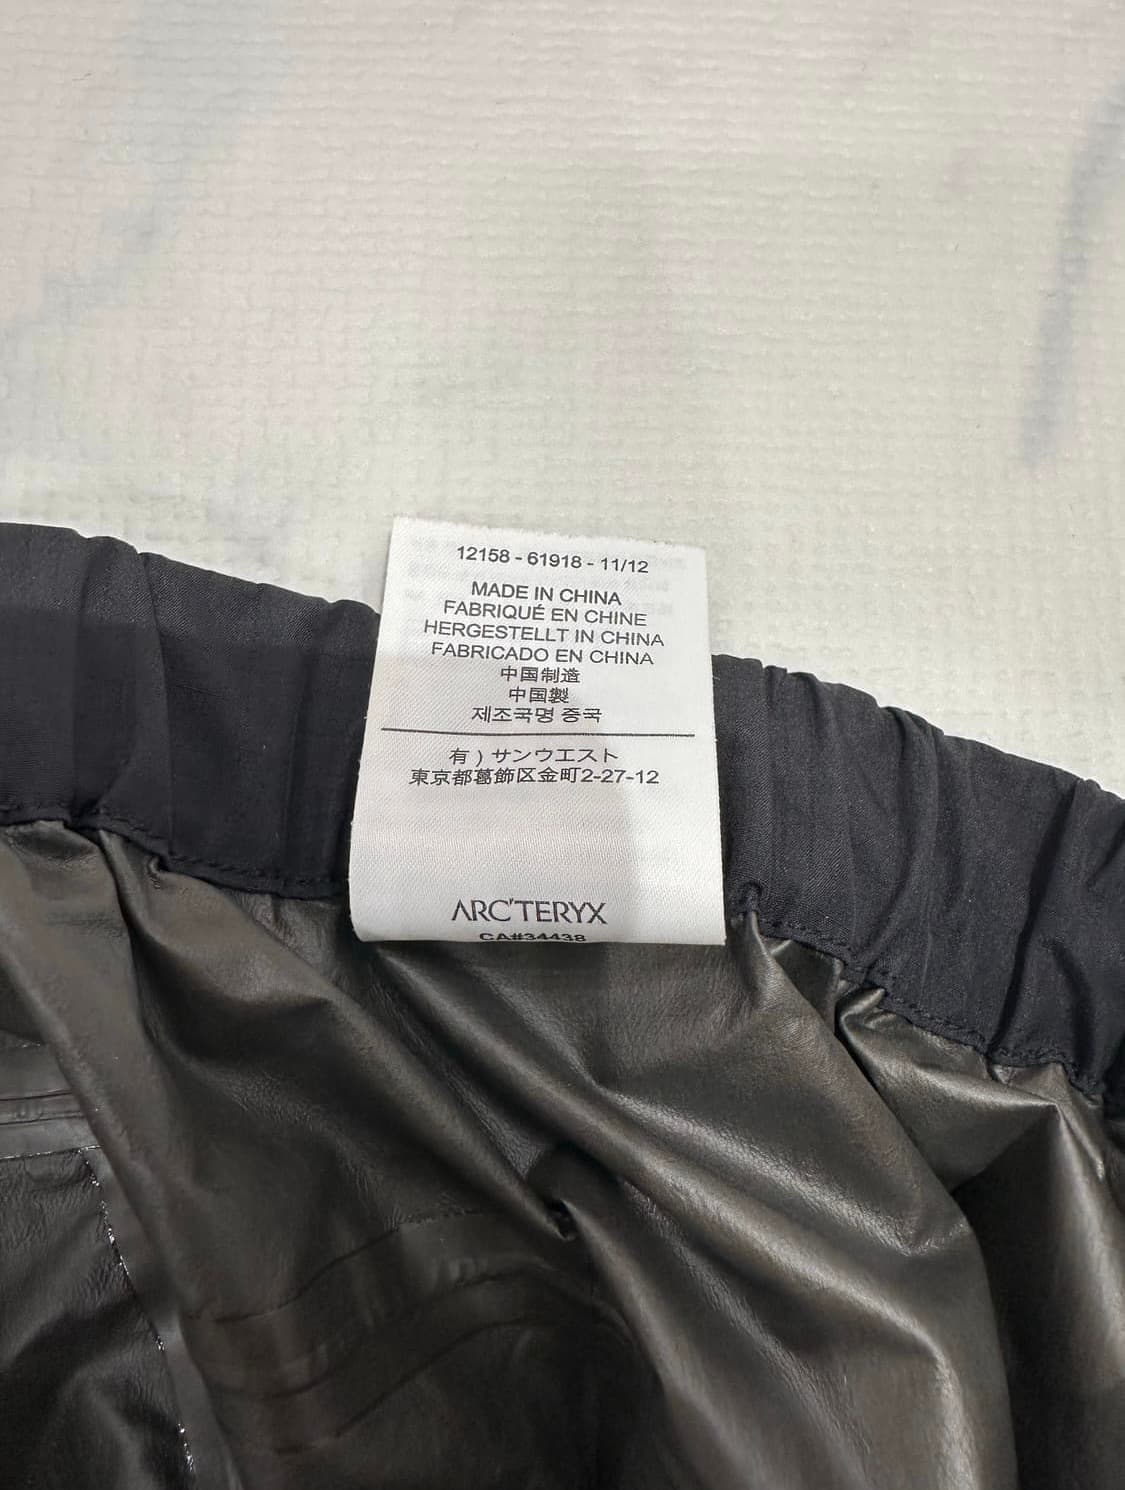 12158 - 61918 - 11/12
MADE IN CHINA
FABRIQUÉ EN CHINE
HERGESTELLT IN CHINA
FABRICADO EN CHINA
中国制造
中国製
제조국명 중국
有）サンウエスト
東京都葛飾区金町2-27-12
ARC'TERYX
CA#34438